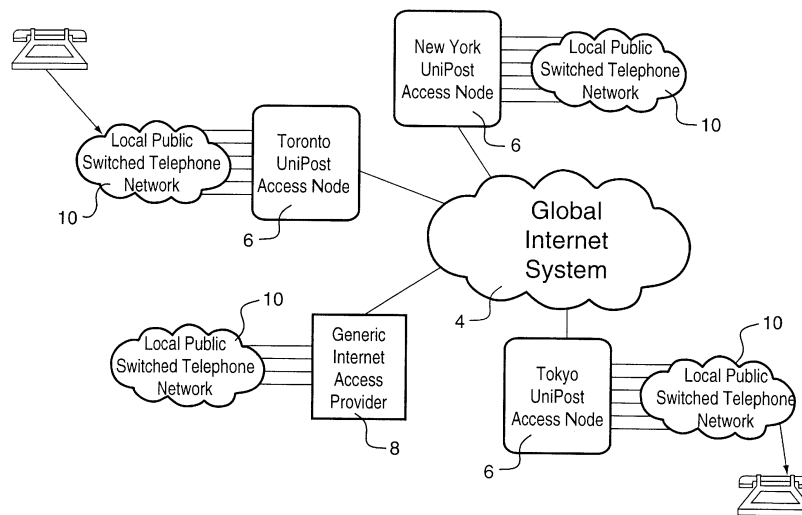 New York
UniPost
Access Node
6
Local Public
Switched Telephone
Network
10
Local Public
Switched Telephone
Network
10
Toronto
UniPost
Access Node
6
Global
Internet
System
4
Local Public
Switched Telephone
Network
10
Generic
Internet
Access
Provider
8
Tokyo
UniPost
Access Node
6
Local Public
Switched Telephone
Network
10